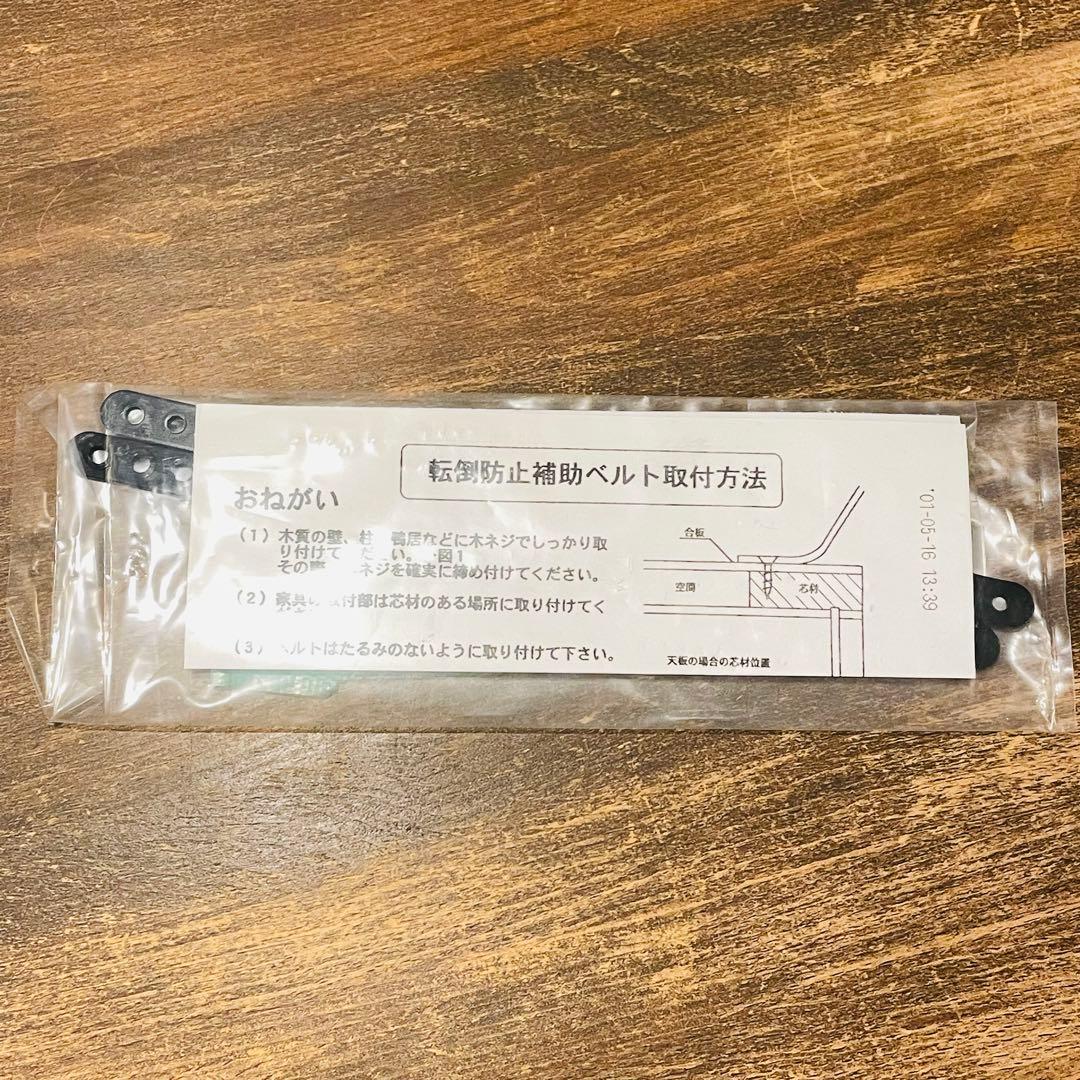 転倒防止補助ベルト取付方法
おねがい
(1) 木質の壁、柱 鴨居などに木ネジでしっかり取
り付けて ださい。 図1
その際 ネジを確実に締め付けてください。
(2) 家具の取付部は芯材のある場所に取り付けてく
(3) ベルトはたるみのないように取り付けて下さい。
合板
空間
芯材
天板の場合の芯材位置
'01-05-16 13:39